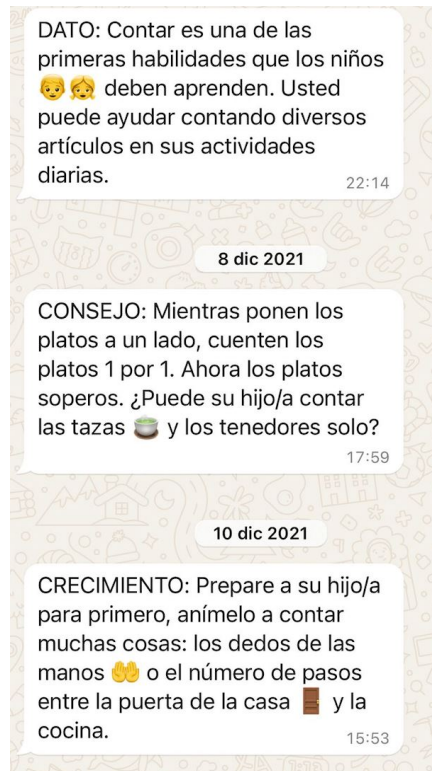 DATO: Contar es una de las
primeras habilidades que los niños
👦👧 deben aprenden. Usted
puede ayudar contando diversos
artículos en sus actividades
diarias.
22:14
8 dic 2021
CONSEJO: Mientras ponen los
platos a un lado, cuenten los
platos 1 por 1. Ahora los platos
soperos. ¿Puede su hijo/a contar
las tazas 🍵 y los tenedores solo?
17:59
10 dic 2021
CRECIMIENTO: Prepare a su hijo/a
para primero, anímelo a contar
muchas cosas: los dedos de las
manos 🤲 o el número de pasos
entre la puerta de la casa 🚪 y la
cocina.
15:53